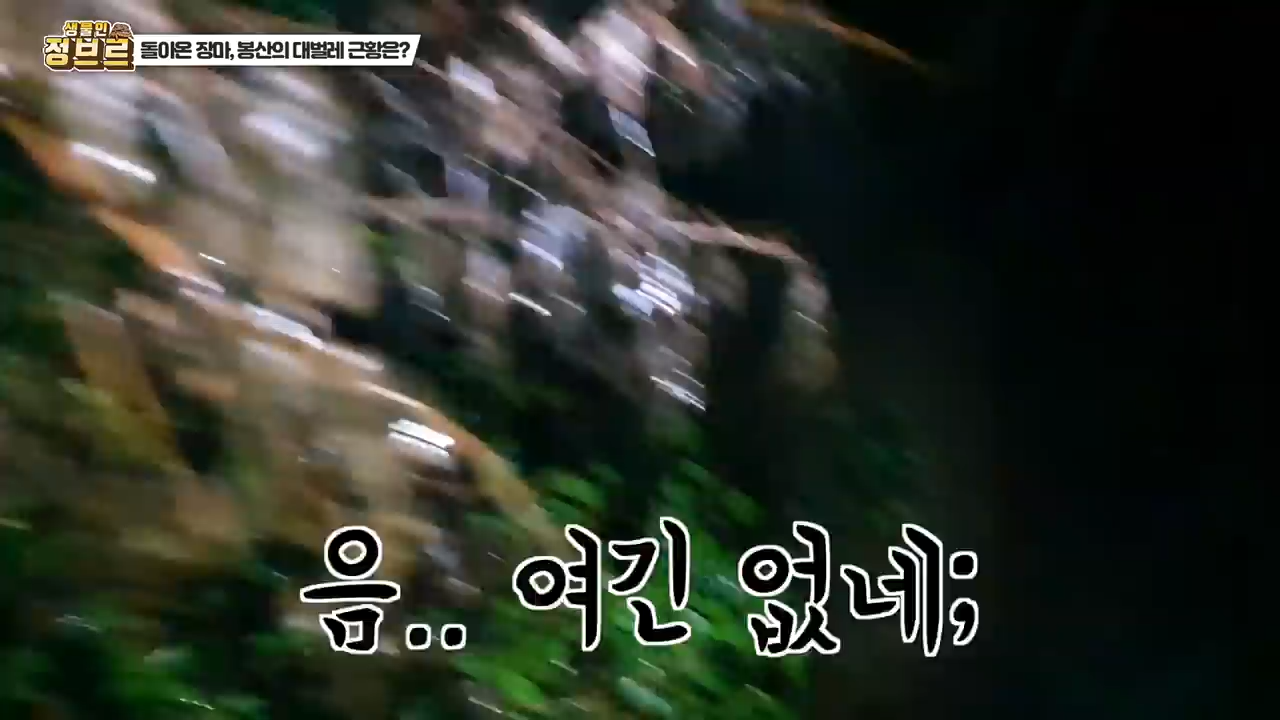 생물인
정브르
돌아온 장마, 봉산의 대벌레 근황은?
음.. 여긴 없네;